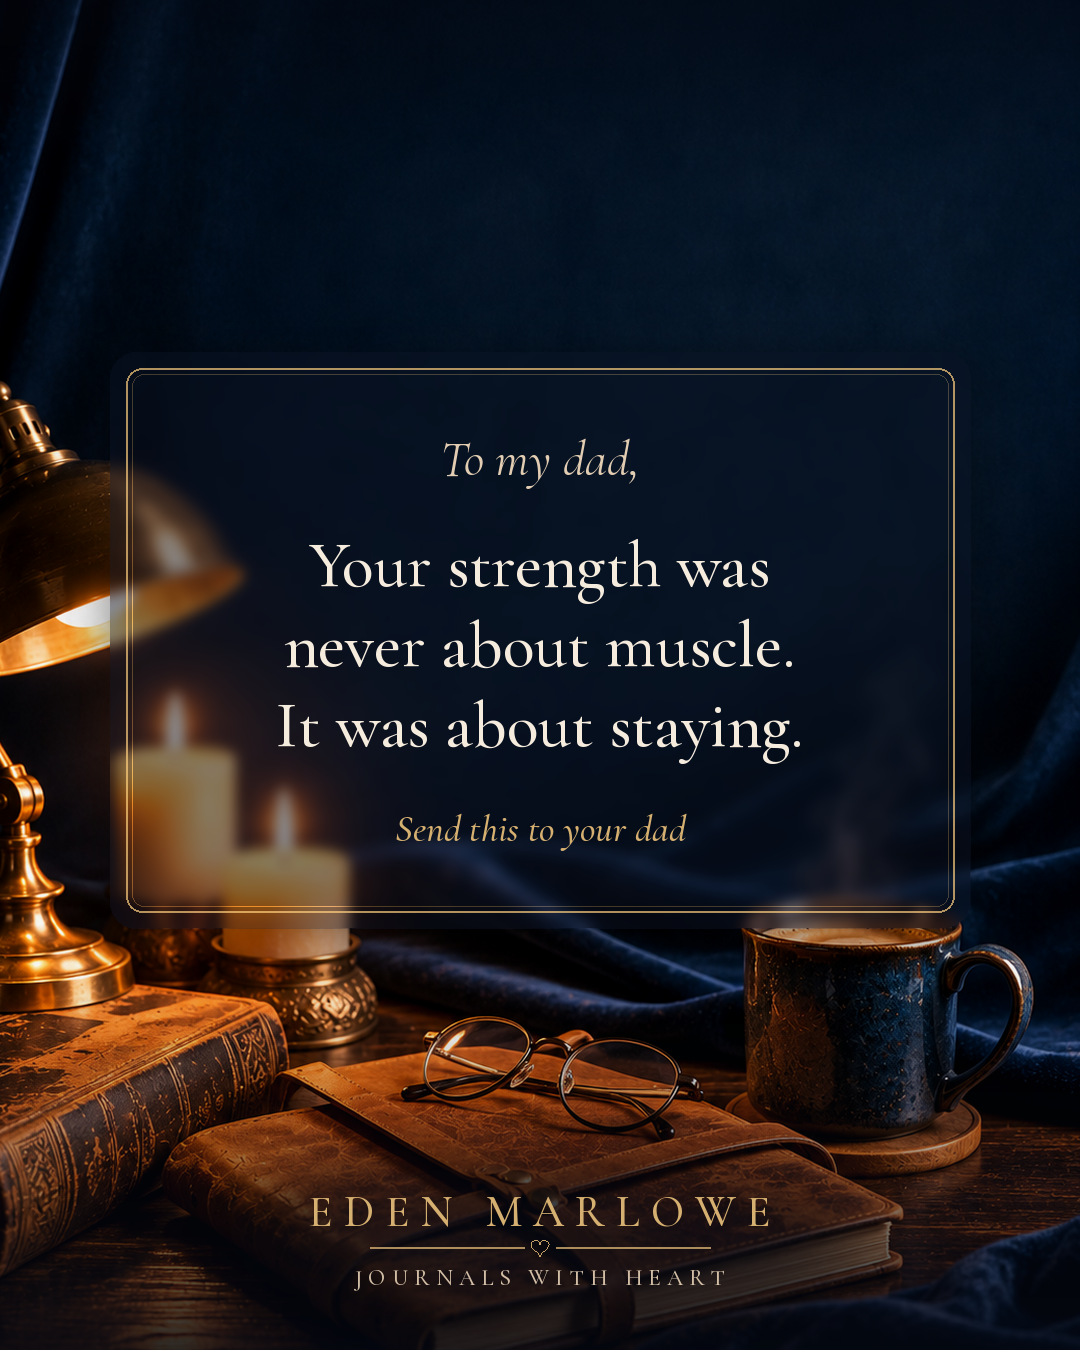 To my dad,
Your strength was
never about muscle.
It was about staying.
Send this to your dad
EDEN MARLOWE
JOURNALS WITH HEART